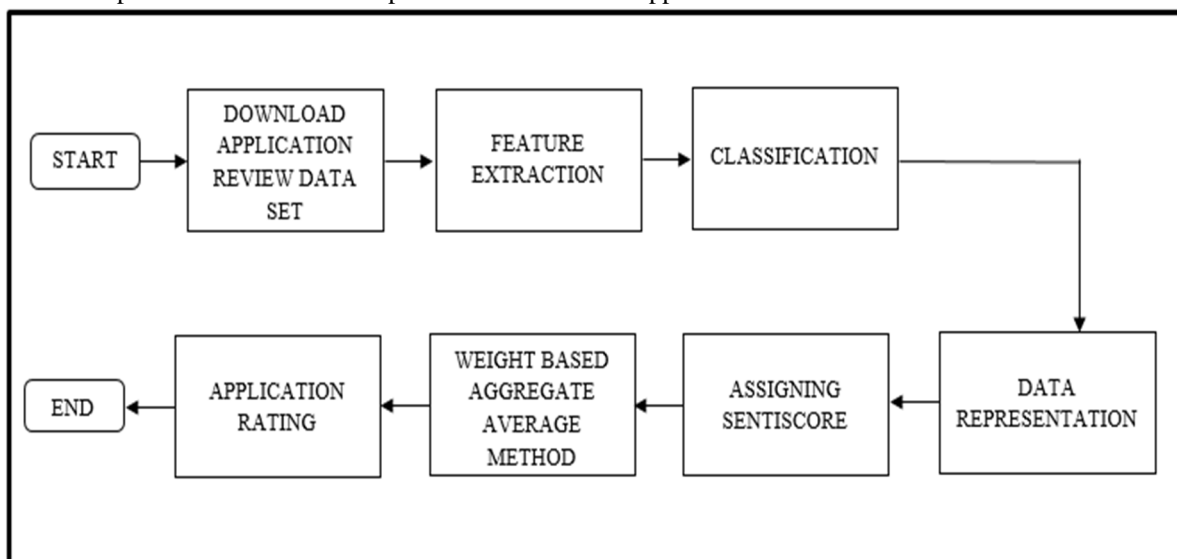 START
DOWNLOAD
APPLICATION
REVIEW DATA
SET
FEATURE
EXTRACTION
CLASSIFICATION
DATA
REPRESENTATION
ASSIGNING
SENTISCORE
WEIGHT BASED
AGGREGATE
AVERAGE
METHOD
APPLICATION
RATING
END